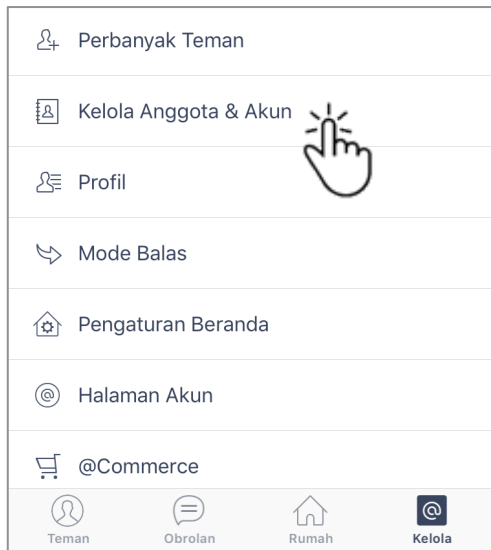 Perbanyak Teman
Kelola Anggota & Akun
Profil
Mode Balas
Pengaturan Beranda
Halaman Akun
@Commerce
Teman Obrolan Rumah Kelola